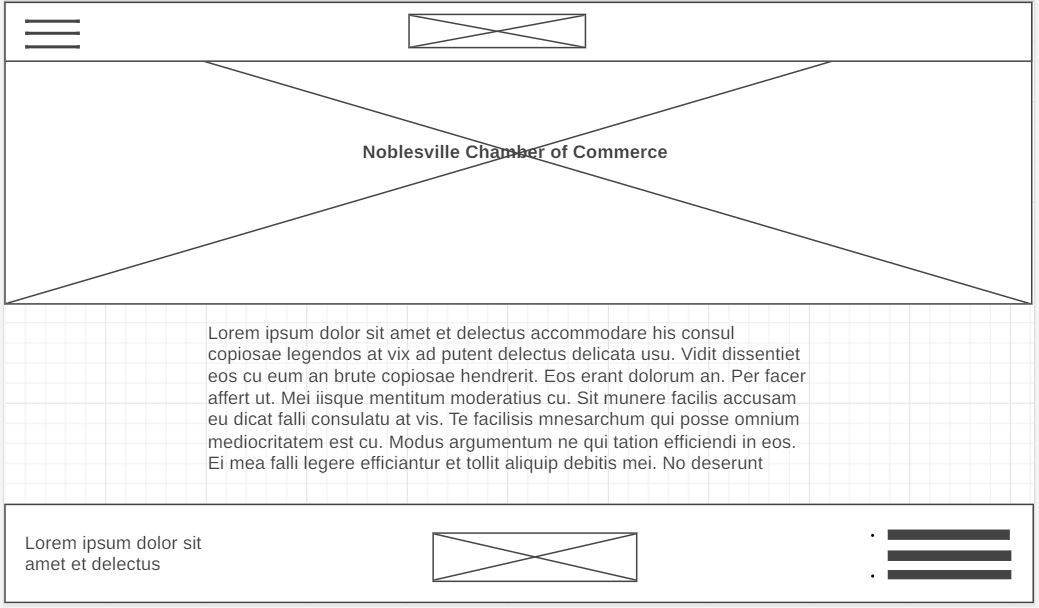 Noblesville Chamber of Commerce
Lorem ipsum dolor sit amet et delectus accommodare his consul
copiosae legendos at vix ad putent delectus delicata usu. Vidit dissentiet
eos cu eum an brute copiosae hendrerit. Eos erant dolorum an. Per facer
affert ut. Mei iisque mentitum moderatius cu. Sit munere facilis accusam
eu dicat falli consulatu at vis. Te facilisis mnesarchum qui posse omnium
mediocritatem est cu. Modus argumentum ne qui tation efficiendi in eos.
Ei mea falli legere efficiantur et tollit aliquip debitis mei. No deserunt
Lorem ipsum dolor sit
amet et delectus